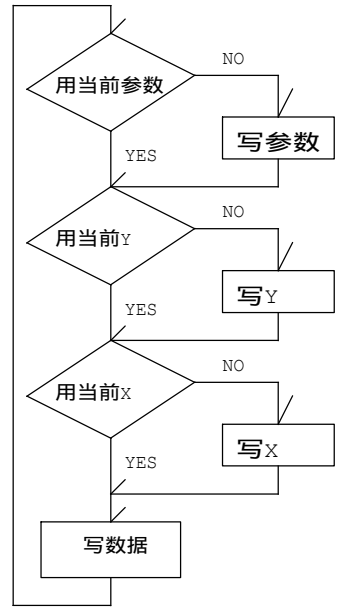 NO
用当前参数
写参数
YES
NO
用当前Y
写Y
YES
NO
用当前X
写X
YES
写数据